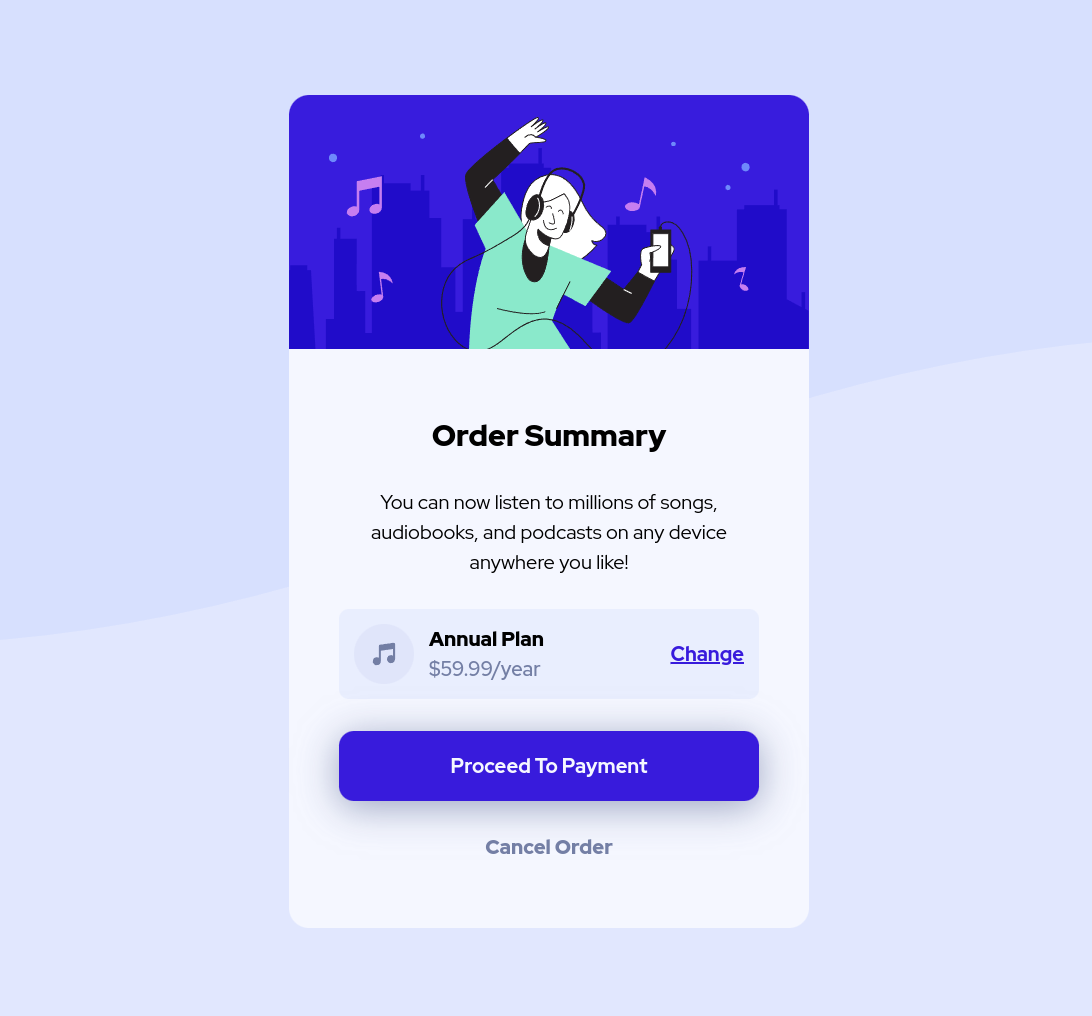 Order Summary
You can now listen to millions of songs,
audiobooks, and podcasts on any device
anywhere you like!
Annual Plan
$59.99/year
Change
Proceed To Payment
Cancel Order